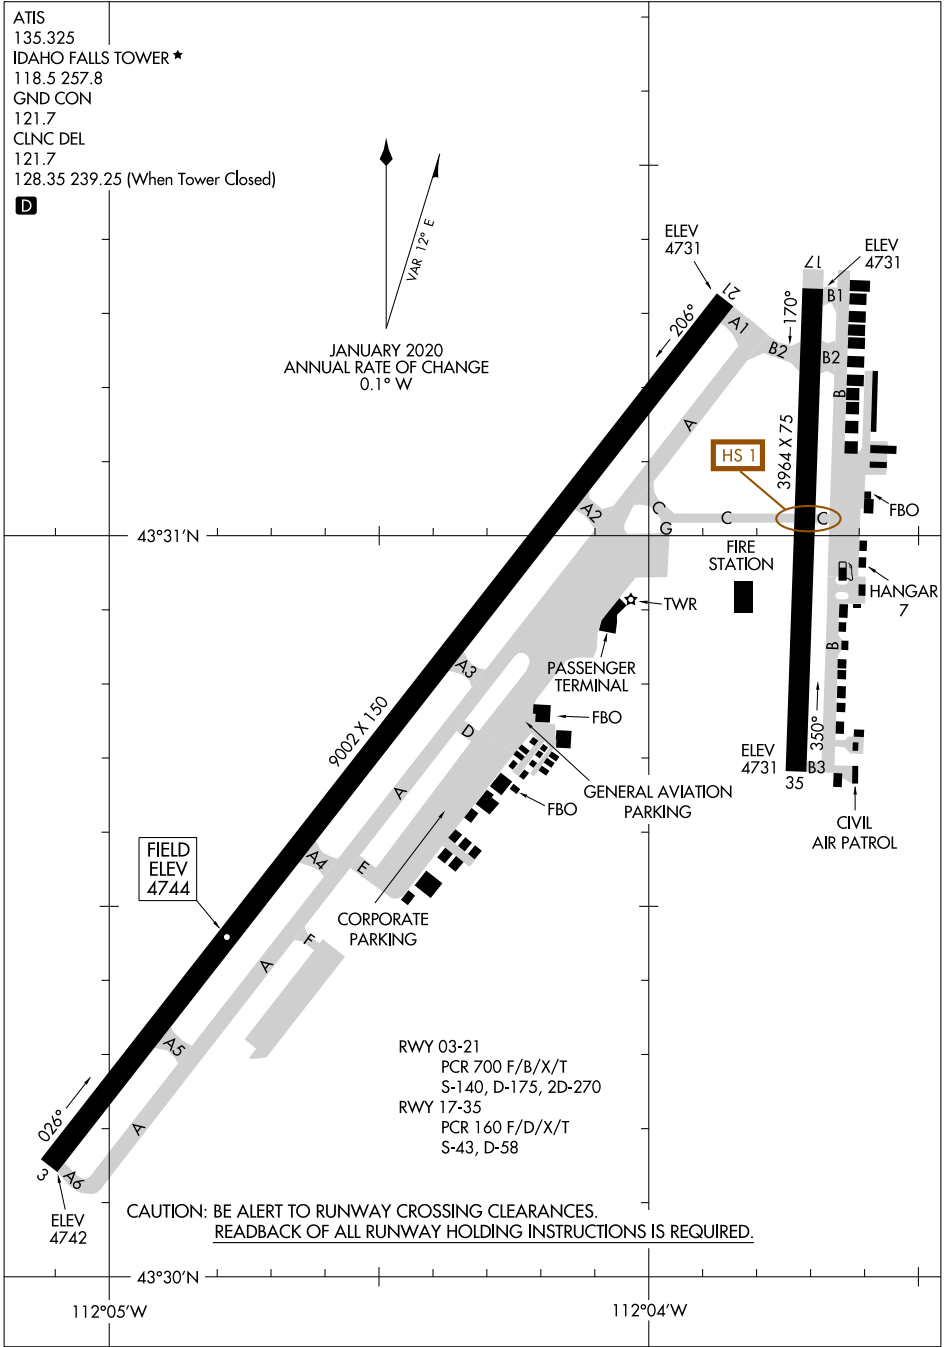 ATIS
135.325
IDAHO FALLS TOWER ★
118.5 257.8
GND CON
121.7
CLNC DEL
121.7
128.35 239.25 (When Tower Closed)
D
VAR 12° E
JANUARY 2020
ANNUAL RATE OF CHANGE
0.1° W
ELEV
4731
21
17
ELEV
4731
B1
A1
206°
170°
B2
B2
B
A
3964 X 75
HS 1
A2
C
C
C
G
FBO
43°31'N
FIRE
STATION
HANGAR
7
TWR
PASSENGER
TERMINAL
B
A3
9002 X 150
D
FBO
350°
ELEV
4731
35
B3
A
GENERAL AVIATION
PARKING
FBO
CIVIL
AIR PATROL
FIELD
ELEV
4744
A4
E
CORPORATE
PARKING
F
A
A5
RWY 03-21
PCR 700 F/B/X/T
S-140, D-175, 2D-270
RWY 17-35
PCR 160 F/D/X/T
S-43, D-58
026°
A
3
A6
ELEV
4742
CAUTION: BE ALERT TO RUNWAY CROSSING CLEARANCES.
READBACK OF ALL RUNWAY HOLDING INSTRUCTIONS IS REQUIRED.
43°30'N
112°05'W
112°04'W